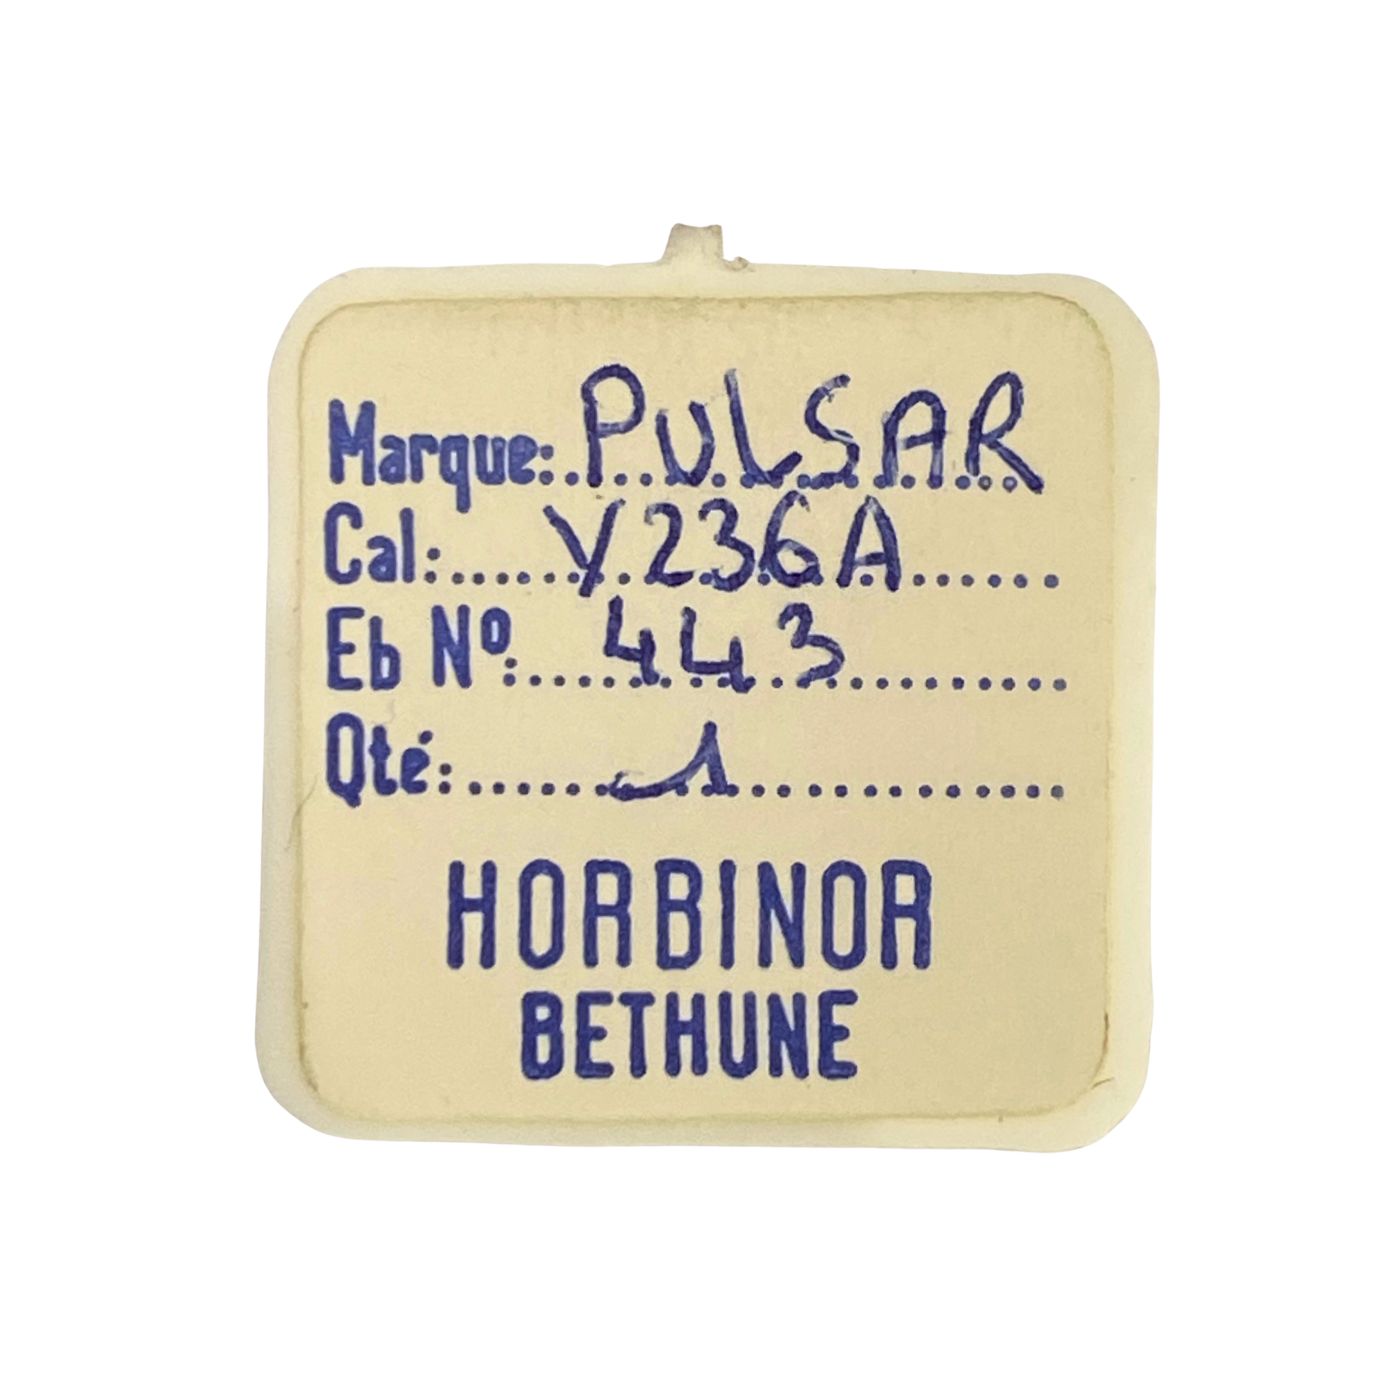 Marque: PULSAR
Cal: Y236A
Eb Nº: 443
Qté: 1
HORBINOR
BETHUNE